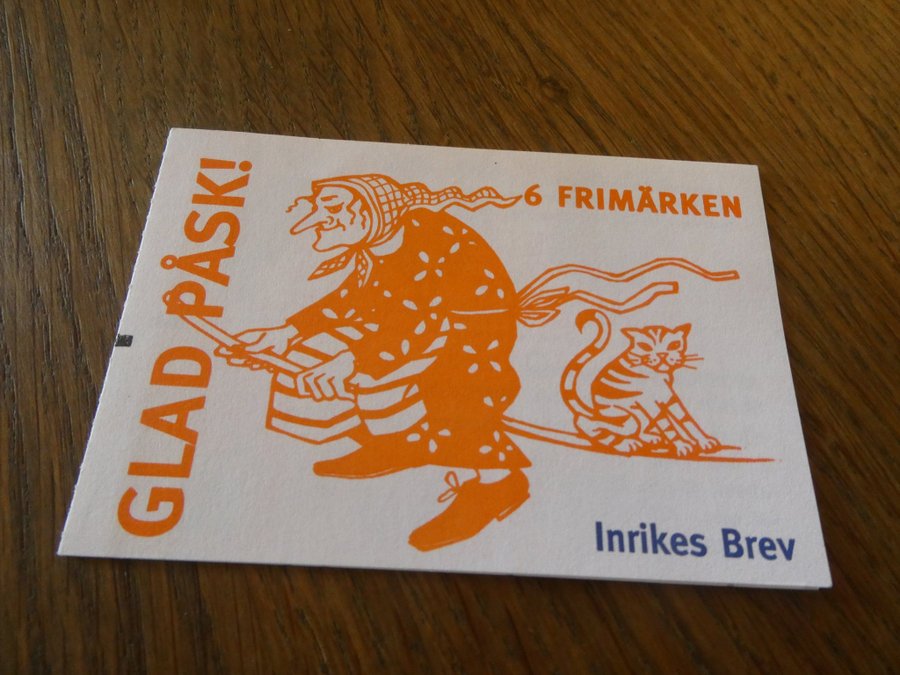 GLAD PÅSK!
6 FRIMÄRKEN
Inrikes Brev